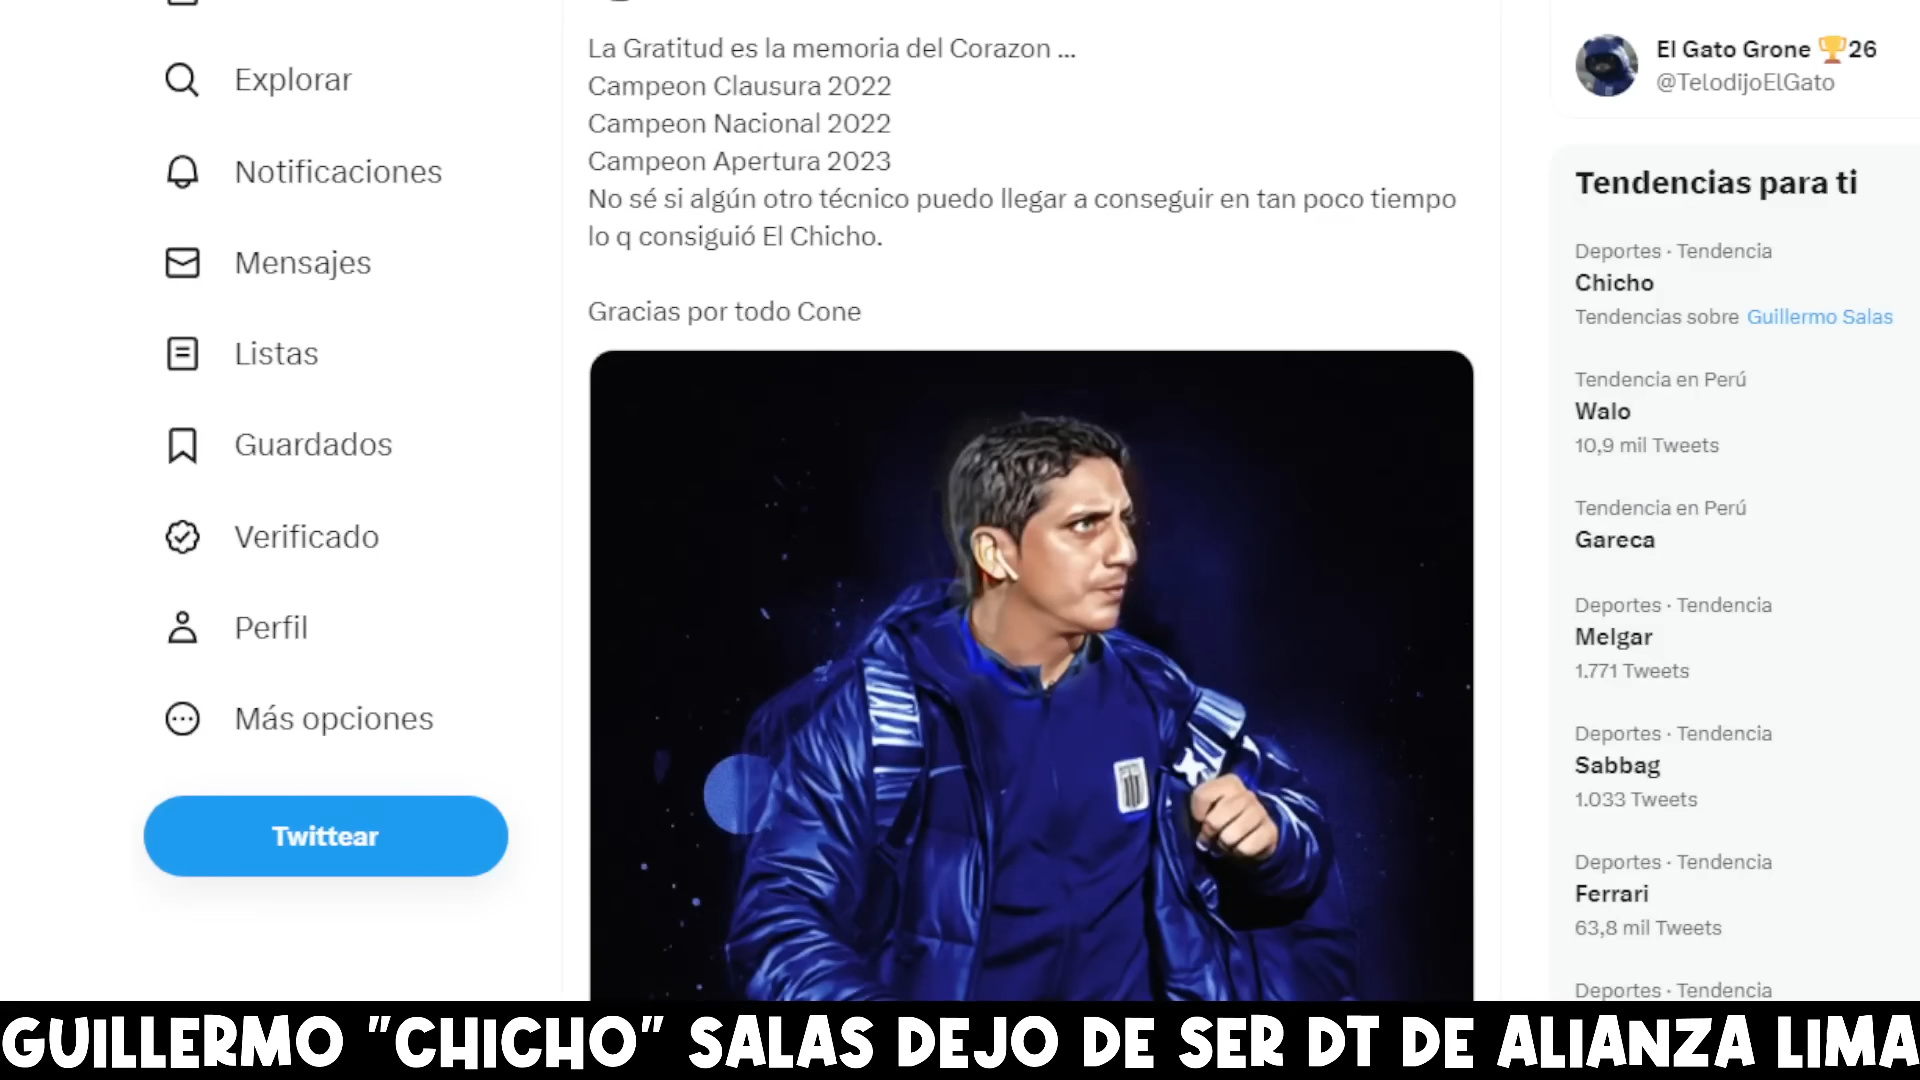 Explorar
Notificaciones
Mensajes
Listas
Guardados
Verificado
Perfil
Más opciones
Twittear
La Gratitud es la memoria del Corazon ...
Campeon Clausura 2022
Campeon Nacional 2022
Campeon Apertura 2023
No sé si algún otro técnico puedo llegar a conseguir en tan poco tiempo
lo q consiguió El Chicho.
Gracias por todo Cone
El Gato Grone 🏆26
@TelodijoElGato
Tendencias para ti
Deportes · Tendencia
Chicho
Tendencias sobre Guillermo Salas
Tendencia en Perú
Walo
10,9 mil Tweets
Tendencia en Perú
Gareca
Deportes · Tendencia
Melgar
1.771 Tweets
Deportes · Tendencia
Sabbag
1.033 Tweets
Deportes · Tendencia
Ferrari
63,8 mil Tweets
Deportes · Tendencia
GUILLERMO "CHICHO" SALAS DEJO DE SER DT DE ALIANZA LIMA